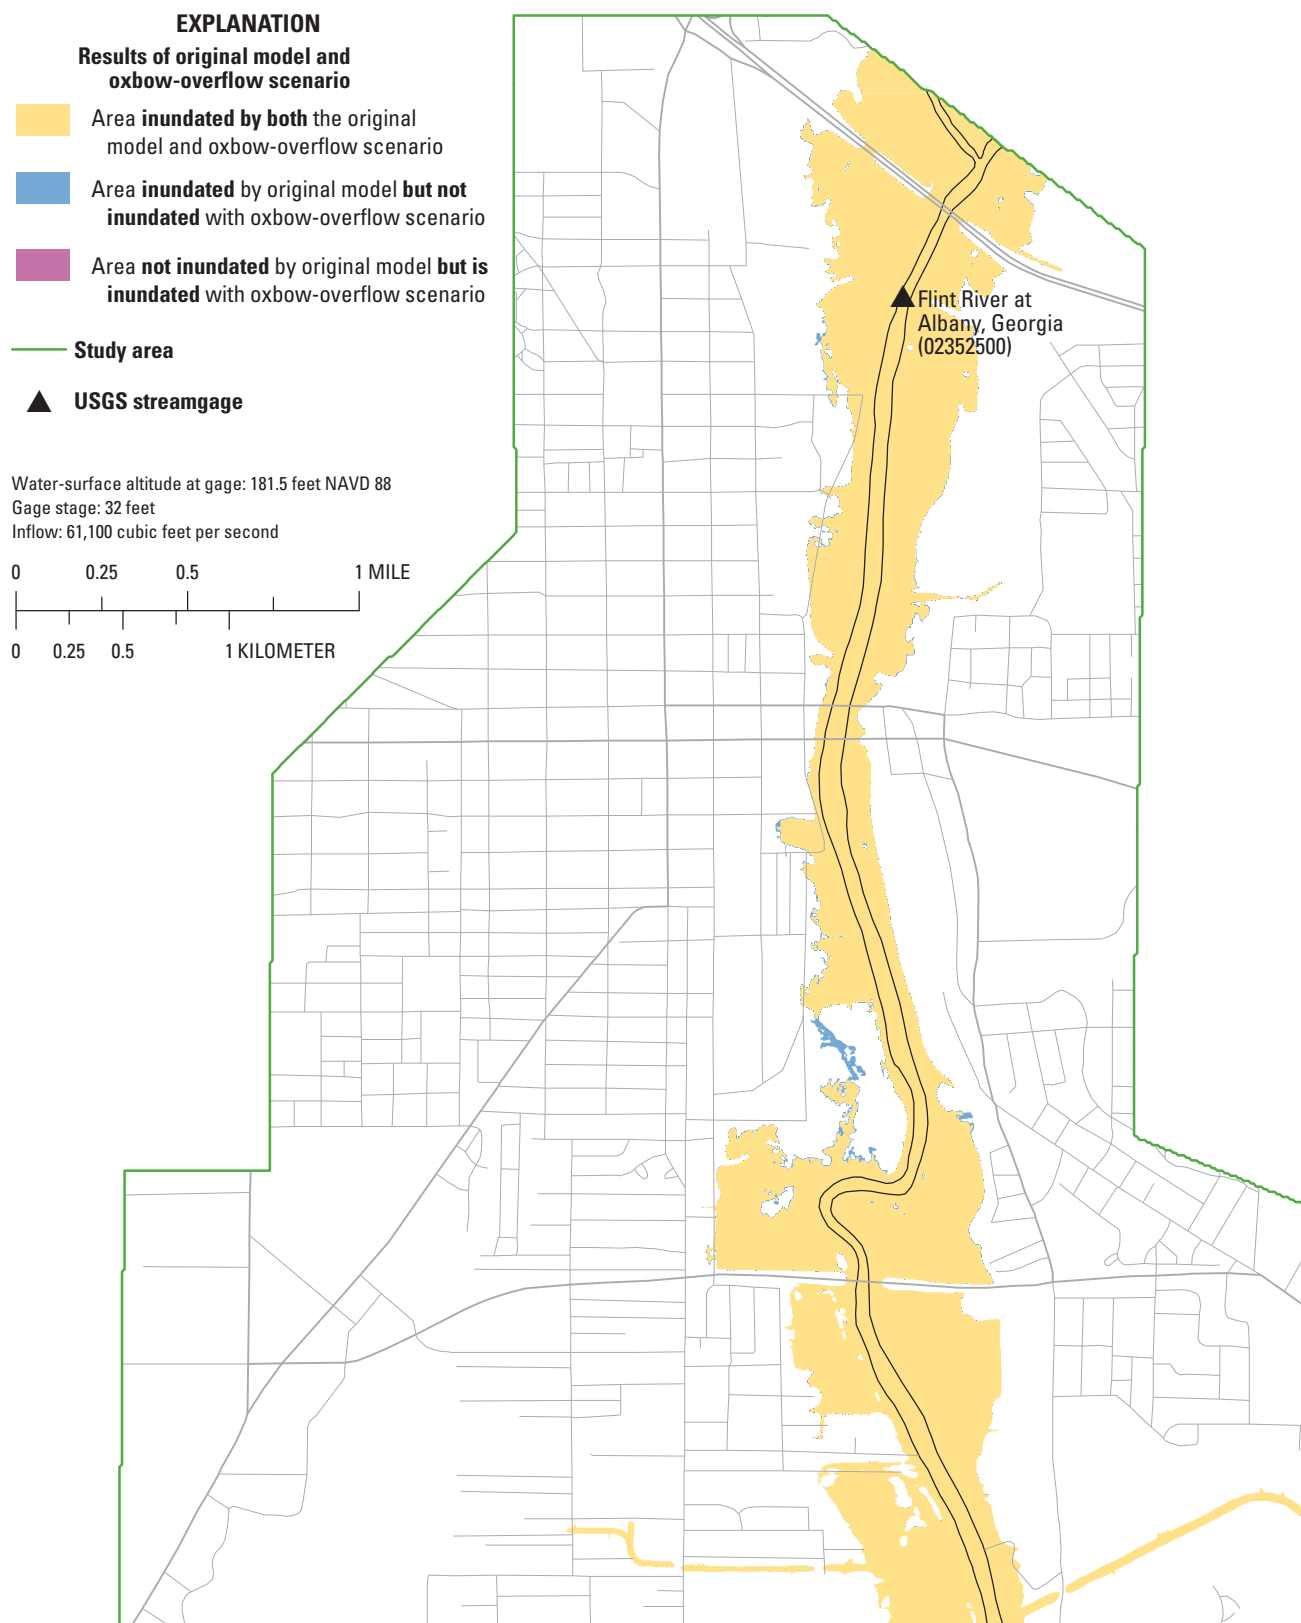 EXPLANATION
Results of original model and
oxbow-overflow scenario
Area inundated by both the original
model and oxbow-overflow scenario
Area inundated by original model but not
inundated with oxbow-overflow scenario
Area not inundated by original model but is
inundated with oxbow-overflow scenario
Study area
USGS streamgage
Water-surface altitude at gage: 181.5 feet NAVD 88
Gage stage: 32 feet
Inflow: 61,100 cubic feet per second
0 0.25 0.5 1 MILE
0 0.25 0.5 1 KILOMETER
Flint River at
Albany, Georgia
(02352500)